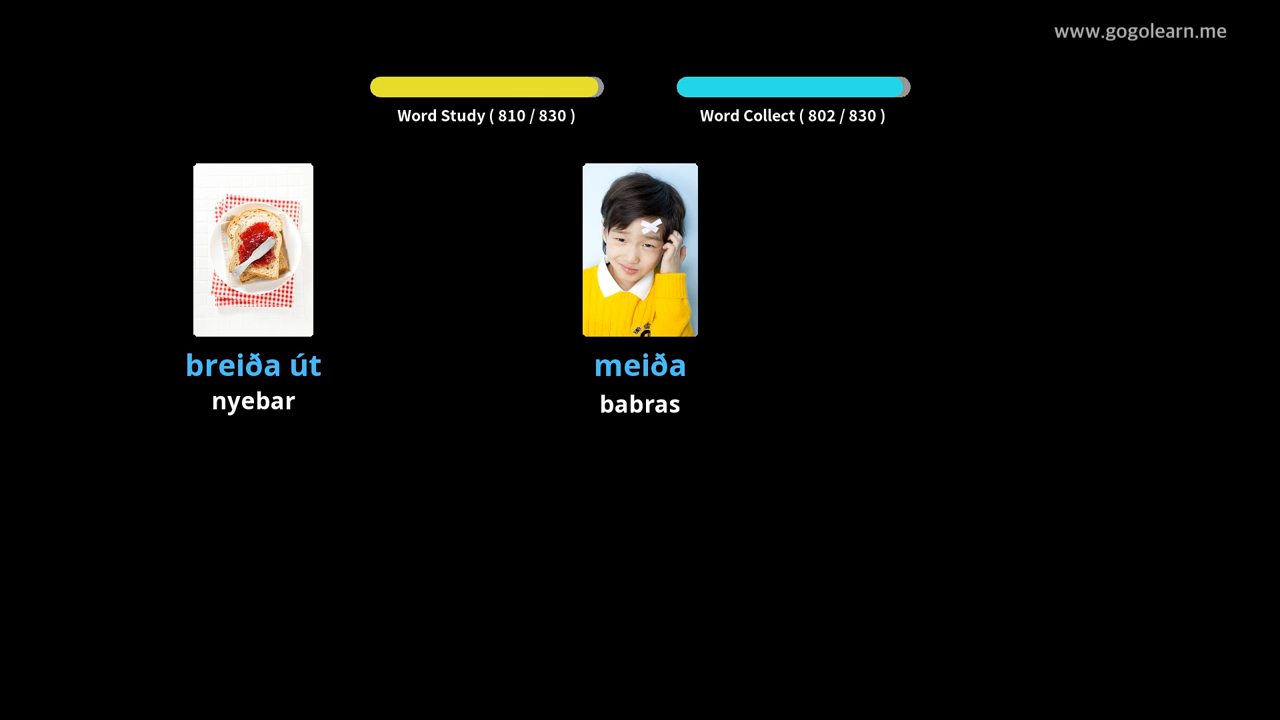 www.gogolearn.me
Word Study ( 810 / 830 )
Word Collect ( 802 / 830 )
breiða út
nyebar
meiða
babras